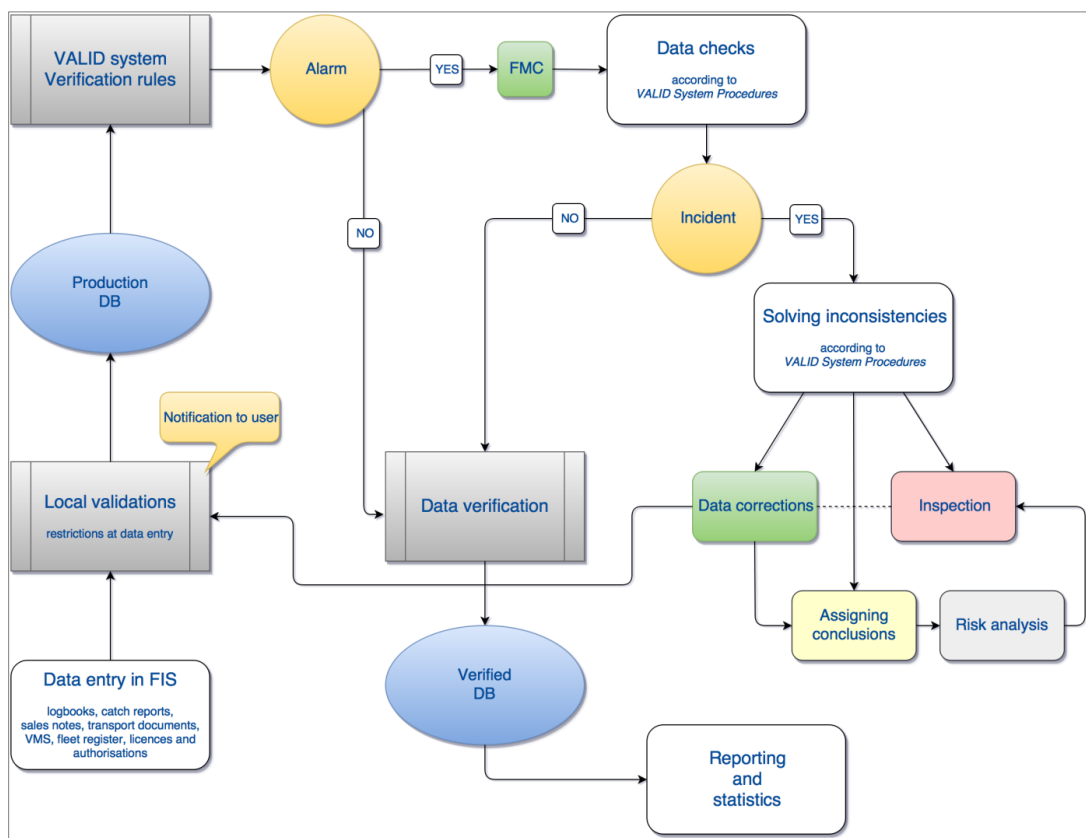 VALID system
Verification rules
Alarm
YES
FMC
Data checks
according to
VALID System Procedures
NO
NO
Incident
YES
Production
DB
Solving inconsistencies
according to
VALID System Procedures
Notification to user
Local validations
restrictions at data entry
Data verification
Data corrections
Inspection
Assigning
conclusions
Risk analysis
Data entry in FIS
logbooks, catch reports,
sales notes, transport documents,
VMS, fleet register, licences and
authorisations
Verified
DB
Reporting
and
statistics